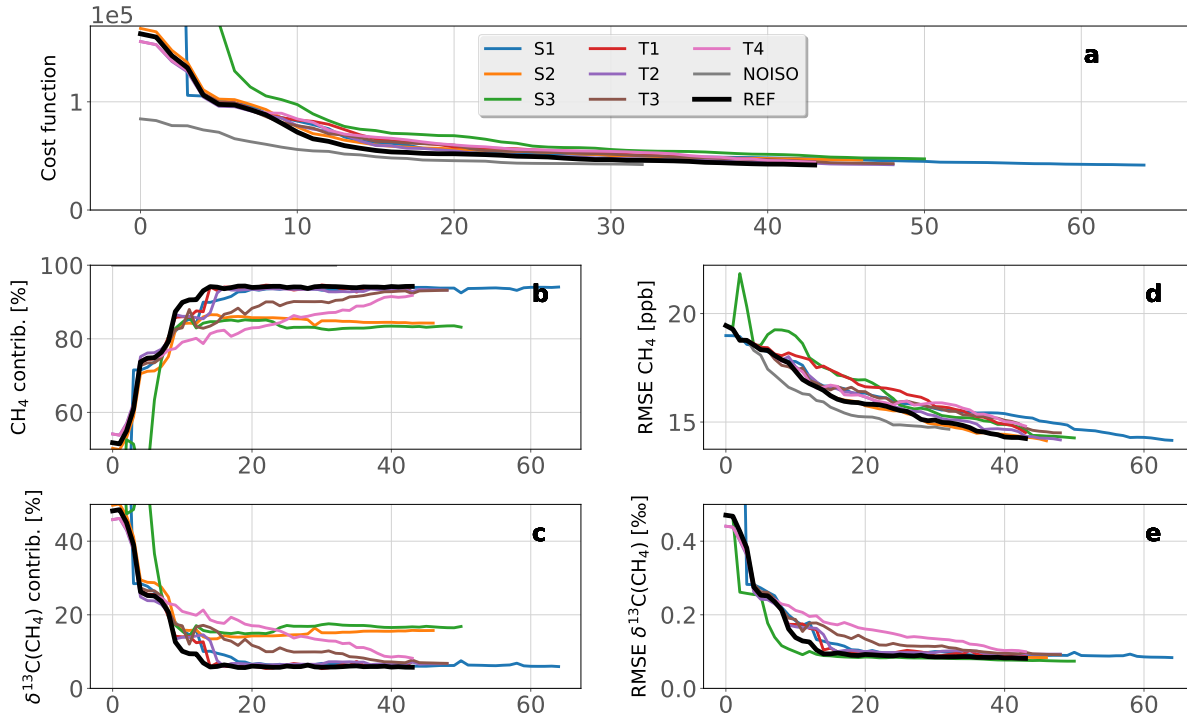 1e5
a
Cost function
1
0
S1
S2
S3
T1
T2
T3
T4
NOISO
REF
0 10 20 30 40 50 60
b
CH₄ contrib. [%]
100
80
60
0 20 40 60
d
RMSE CH₄ [ppb]
20
15
0 20 40 60
c
δ¹³C(CH₄) contrib. [%]
40
20
0
0 20 40 60
e
RMSE δ¹³C(CH₄) [‰]
0.4
0.2
0.0
0 20 40 60